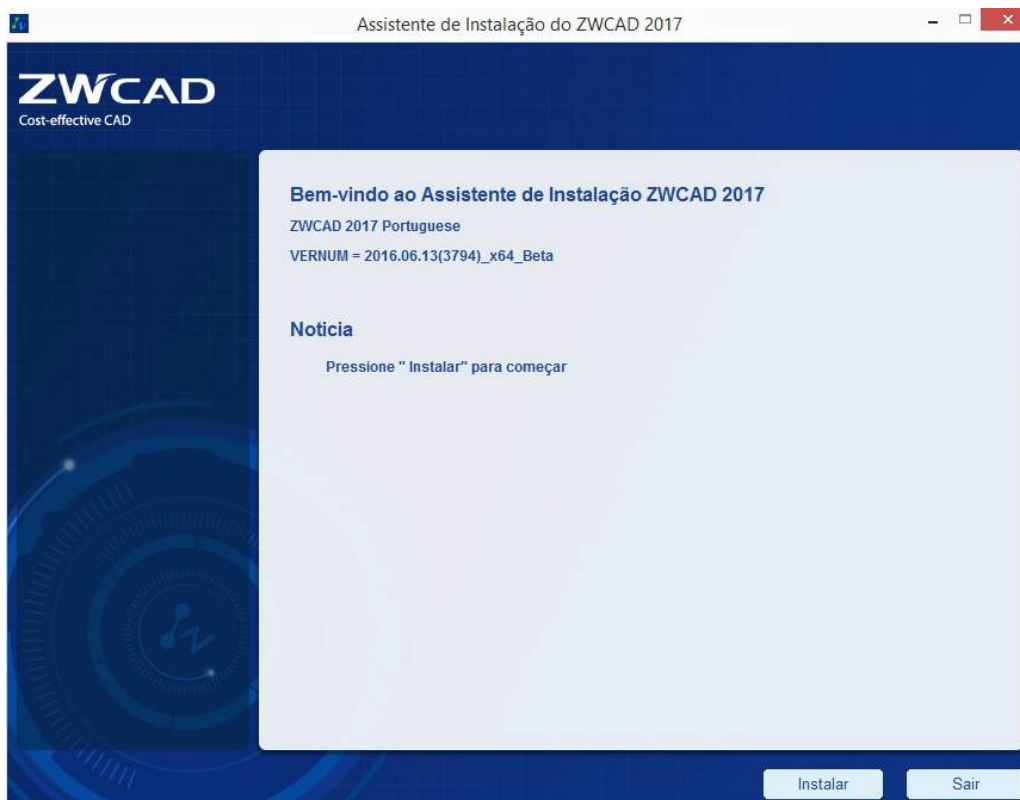 Assistente de Instalação do ZWCAD 2017
ZWCAD
Cost-effective CAD
Bem-vindo ao Assistente de Instalação ZWCAD 2017
ZWCAD 2017 Portuguese
VERNUM = 2016.06.13(3794)_x64_Beta
Noticia
Pressione " Instalar" para começar
Instalar
Sair